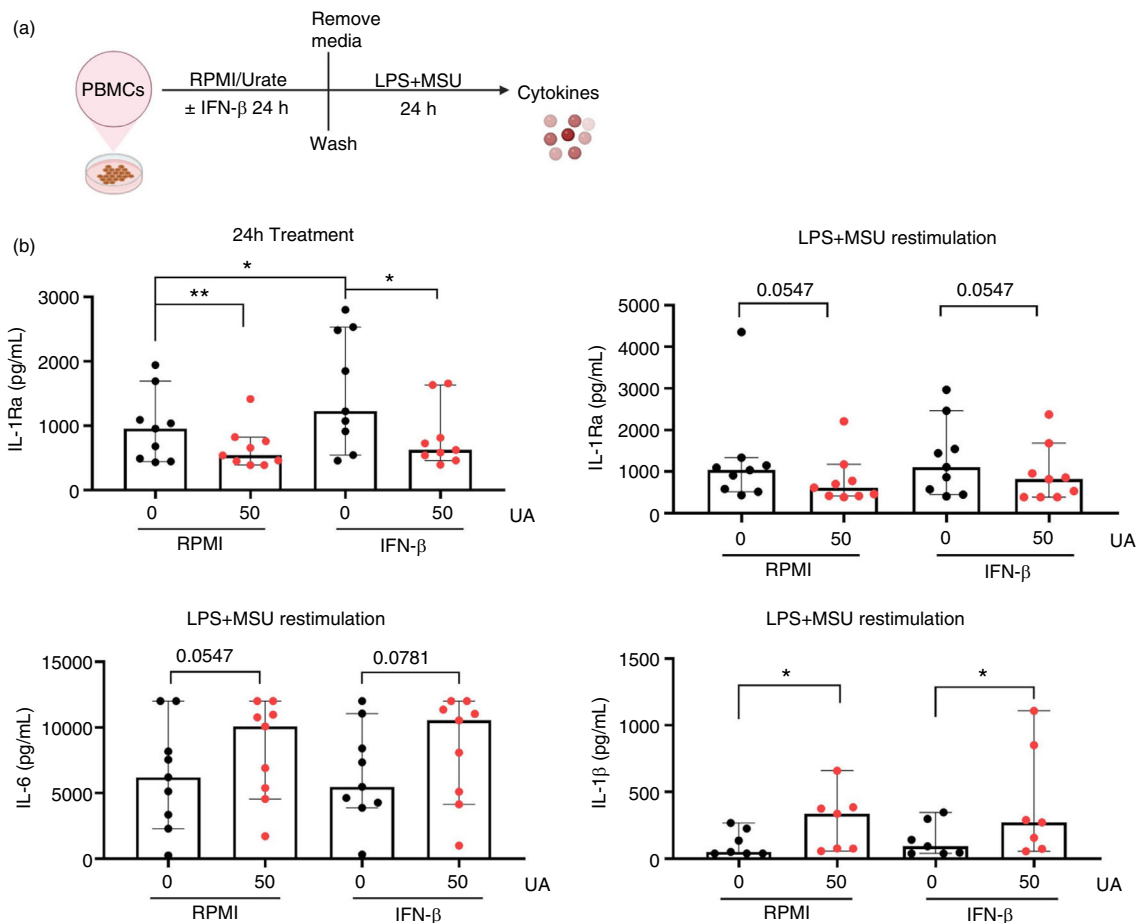 (a)
Remove
media
PBMCs
RPMI/Urate
LPS+MSU
± IFN-β 24 h
24 h
Cytokines
Wash
(b)
24h Treatment
*
*
**
3000
2000
1000
0
IL-1Ra (pg/mL)
0 50 0 50 UA
RPMI IFN-β
LPS+MSU restimulation
0.0547 0.0547
5000
4000
3000
2000
1000
0
IL-1Ra (pg/mL)
0 50 0 50 UA
RPMI IFN-β
LPS+MSU restimulation
0.0547 0.0781
15000
10000
5000
0
IL-6 (pg/mL)
0 50 0 50 UA
RPMI IFN-β
LPS+MSU restimulation
* *
1500
1000
500
0
IL-1β (pg/mL)
0 50 0 50 UA
RPMI IFN-β